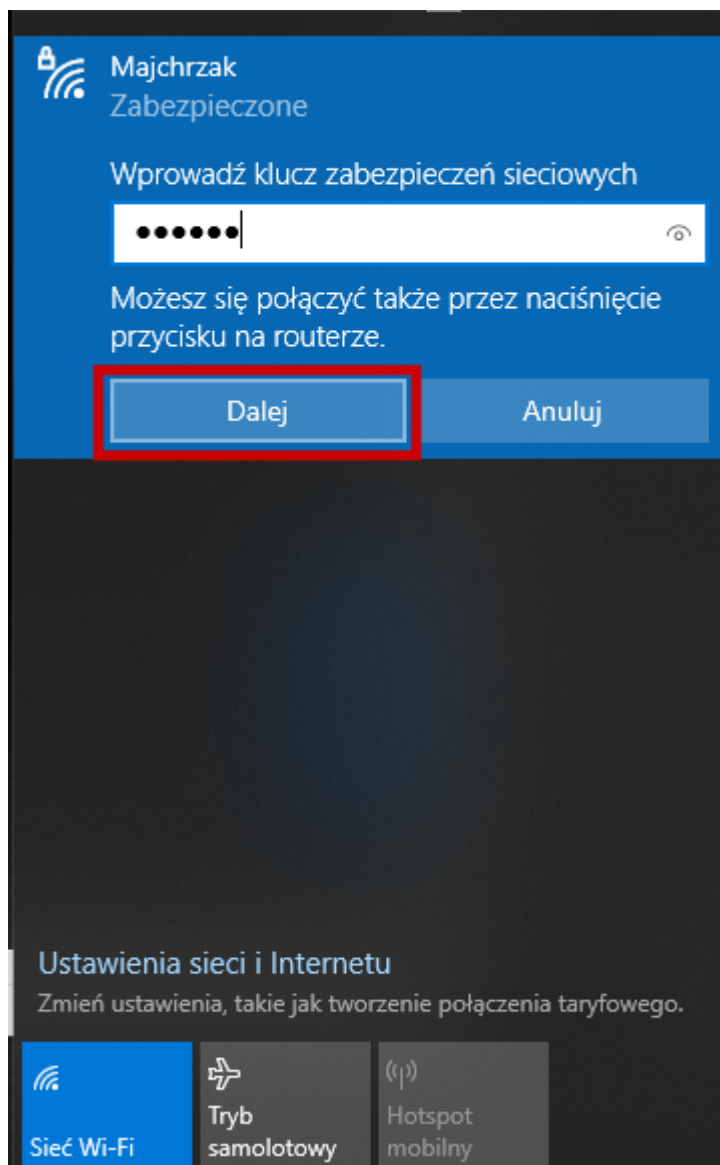 Majchrzak
Zabezpieczone
Wprowadź klucz zabezpieczeń sieciowych
••••••
Możesz się połączyć także przez naciśnięcie
przycisku na routerze.
Dalej
Anuluj
Ustawienia sieci i Internetu
Zmień ustawienia, takie jak tworzenie połączenia taryfowego.
Sieć Wi-Fi
Tryb
samolotowy
Hotspot
mobilny